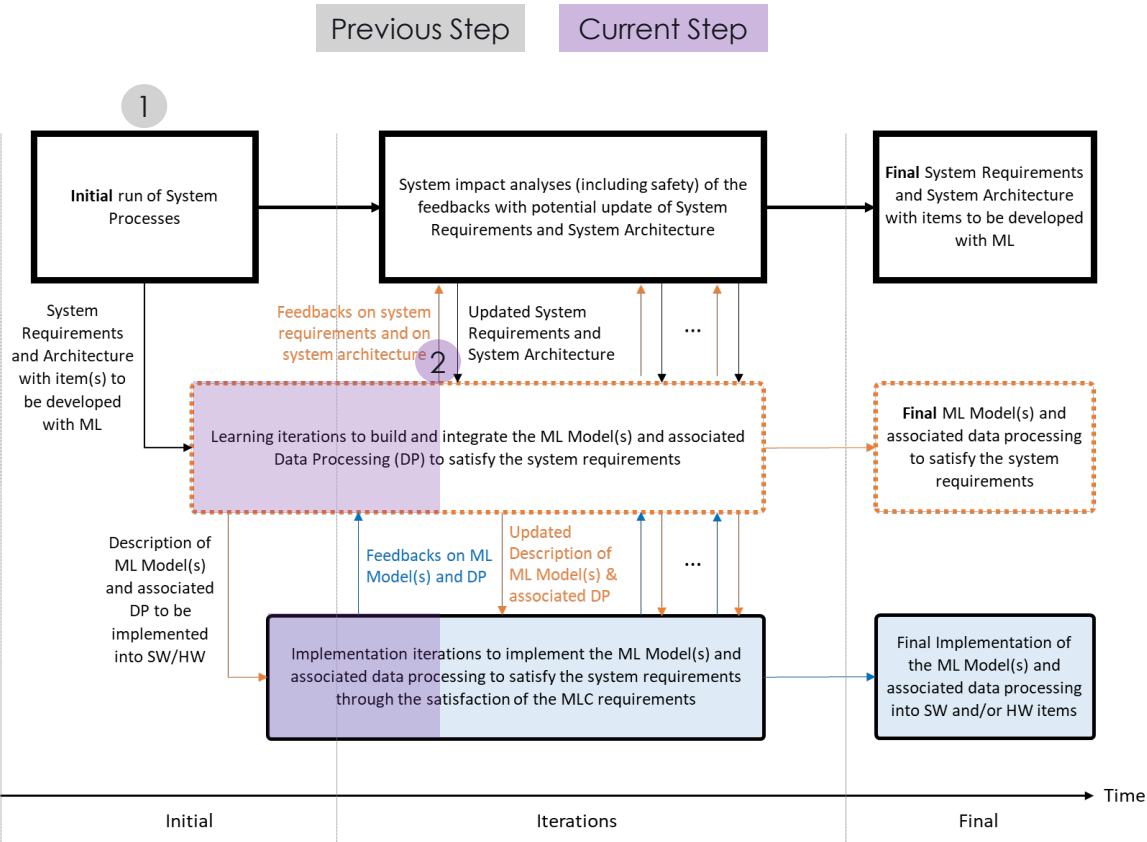 Previous Step
Current Step
1
Initial run of System
Processes
System impact analyses (including safety) of the
feedbacks with potential update of System
Requirements and System Architecture
Final System Requirements
and System Architecture
with items to be developed
with ML
System
Requirements
and Architecture
with item(s) to
be developed
with ML
Feedbacks on system
requirements and on
system architecture
2
Updated System
Requirements and
System Architecture
...
Learning iterations to build and integrate the ML Model(s) and associated
Data Processing (DP) to satisfy the system requirements
Final ML Model(s) and
associated data processing
to satisfy the system
requirements
Description of
ML Model(s)
and associated
DP to be
implemented
into SW/HW
Feedbacks on ML
Model(s) and DP
Updated
Description of
ML Model(s) &
associated DP
...
Implementation iterations to implement the ML Model(s) and
associated data processing to satisfy the system requirements
through the satisfaction of the MLC requirements
Final Implementation of
the ML Model(s) and
associated data processing
into SW and/or HW items
Time
Initial
Iterations
Final